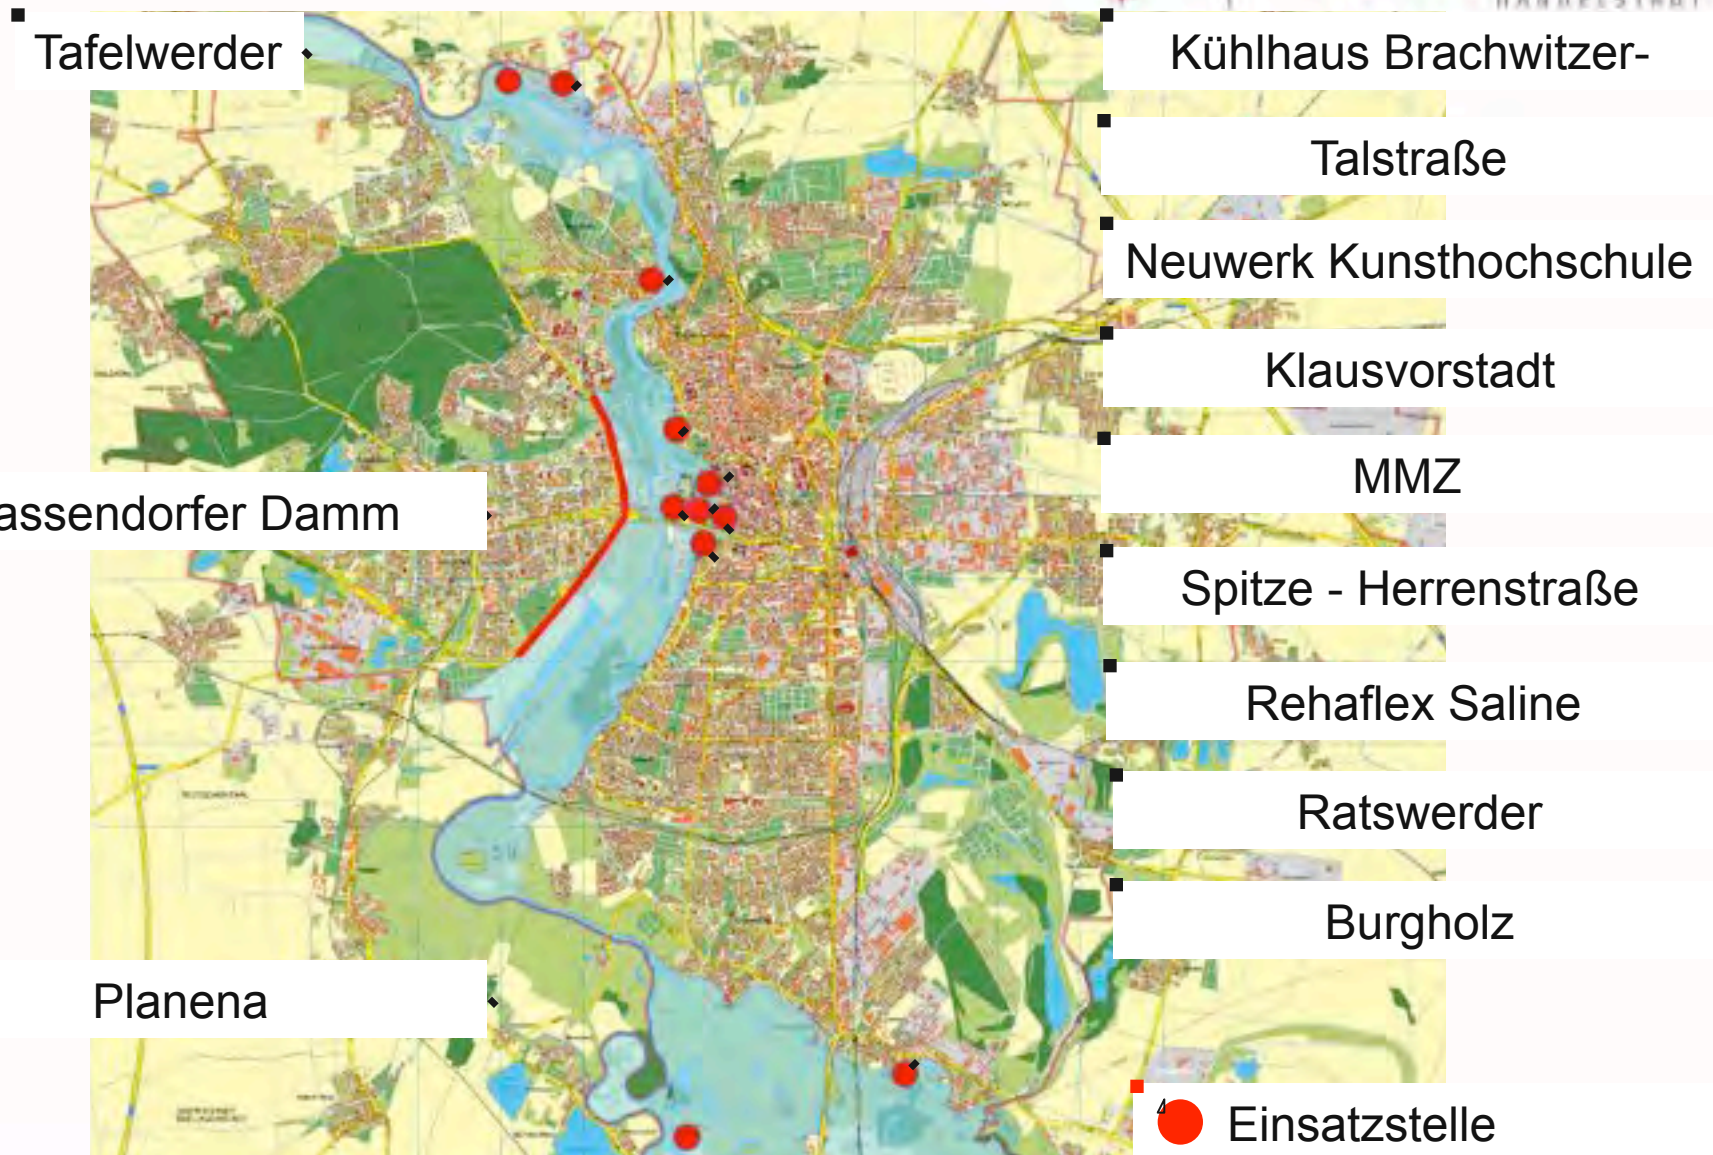 Tafelwerder
Kühlhaus Brachwitzer-
Talstraße
Neuwerk Kunsthochschule
Klausvorstadt
MMZ
assendorfer Damm
Spitze - Herrenstraße
Rehaflex Saline
Ratswerder
Burgholz
Planena
Einsatzstelle